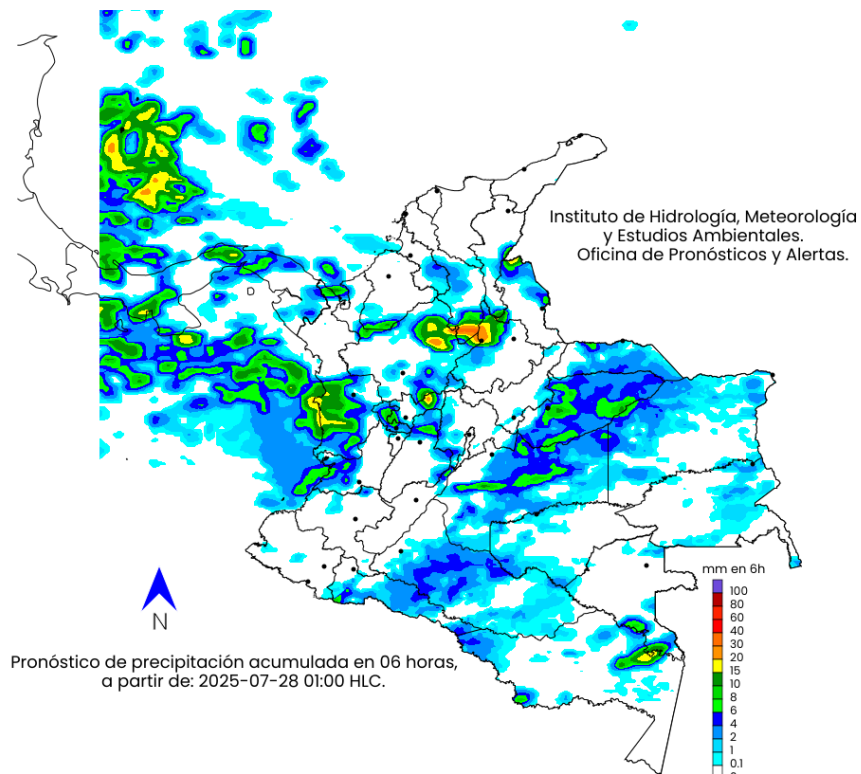 Instituto de Hidrología, Meteorología
y Estudios Ambientales.
Oficina de Pronósticos y Alertas.
N
Pronóstico de precipitación acumulada en 06 horas,
a partir de: 2025-07-28 01:00 HLC.
mm en 6h
100
80
60
40
30
20
15
10
8
6
4
2
1
0.1